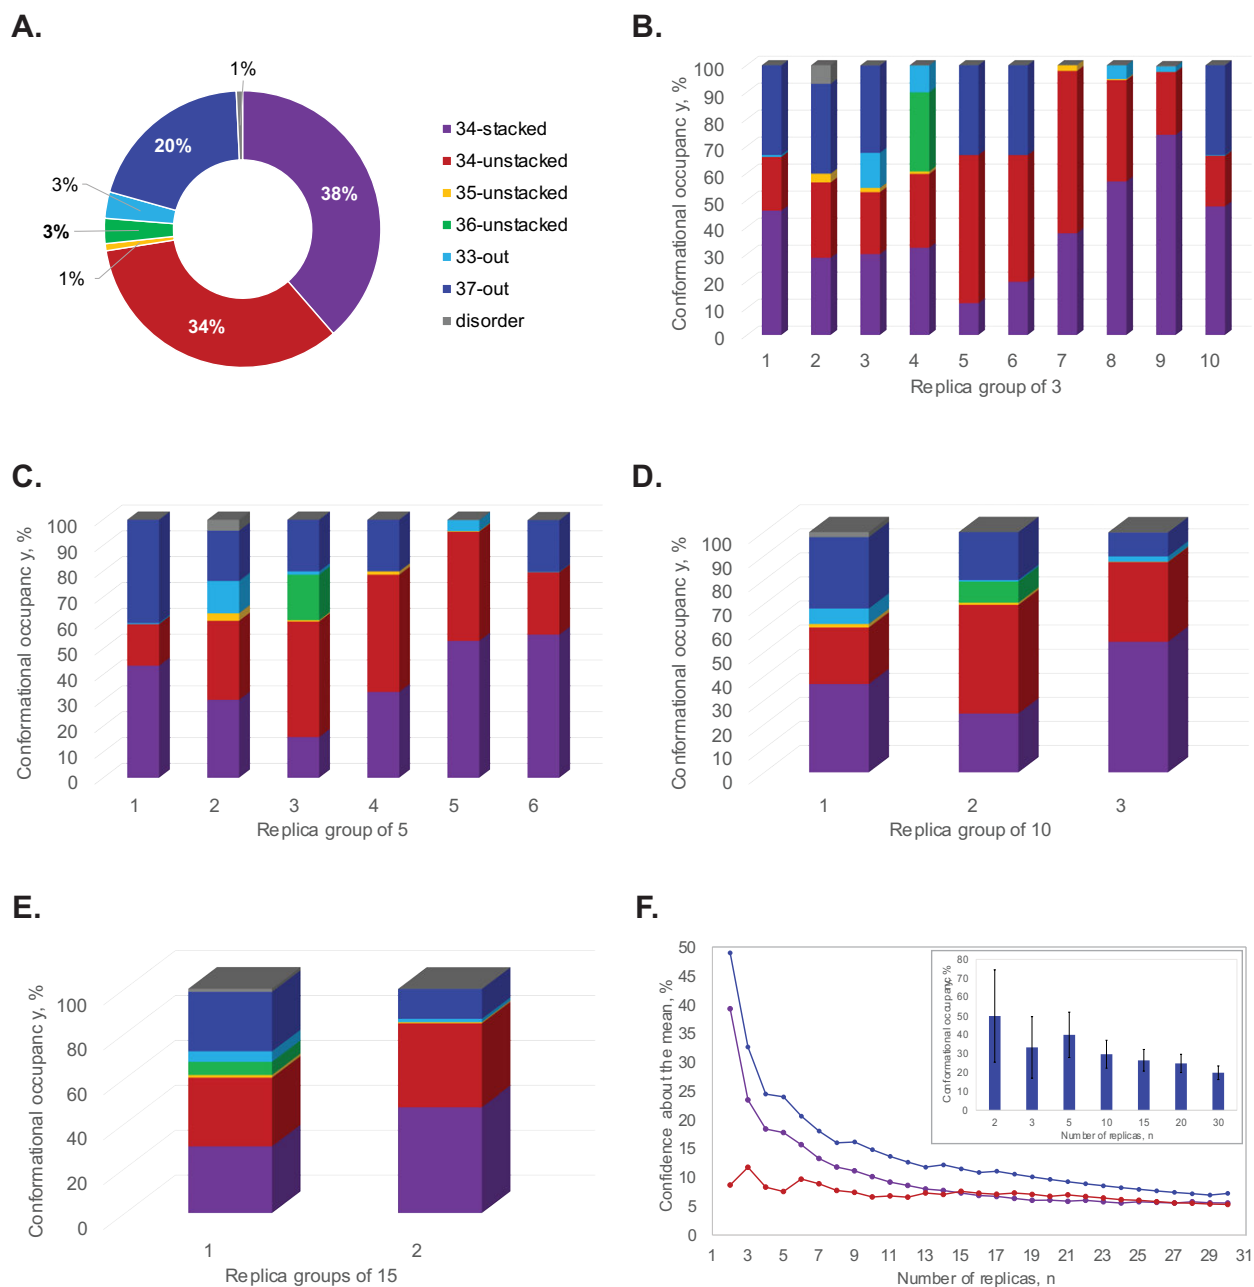 A.
1%
20%
38%
3%
3%
1%
34%
34-stacked
34-unstacked
35-unstacked
36-unstacked
33-out
37-out
disorder
B.
Conformational occupanc y, %
100
90
80
70
60
50
40
30
20
10
0
1 2 3 4 5 6 7 8 9 10
Replica group of 3
C.
Conformational occupanc y, %
100
90
80
70
60
50
40
30
20
10
0
1 2 3 4 5 6
Replica group of 5
D.
Conformational occupanc y, %
100
90
80
70
60
50
40
30
20
10
0
1 2 3
Replica group of 10
E.
Conformational occupanc y, %
100
80
60
40
20
0
1 2
Replica groups of 15
F.
Confidence about the mean, %
50
45
40
35
30
25
20
15
10
5
0
1 3 5 7 9 11 13 15 17 19 21 23 25 27 29 31
Number of replicas, n
Conformational occupanc y, %
80
70
60
50
40
30
20
10
0
2 3 5 10 15 20 30
Number of replicas, n